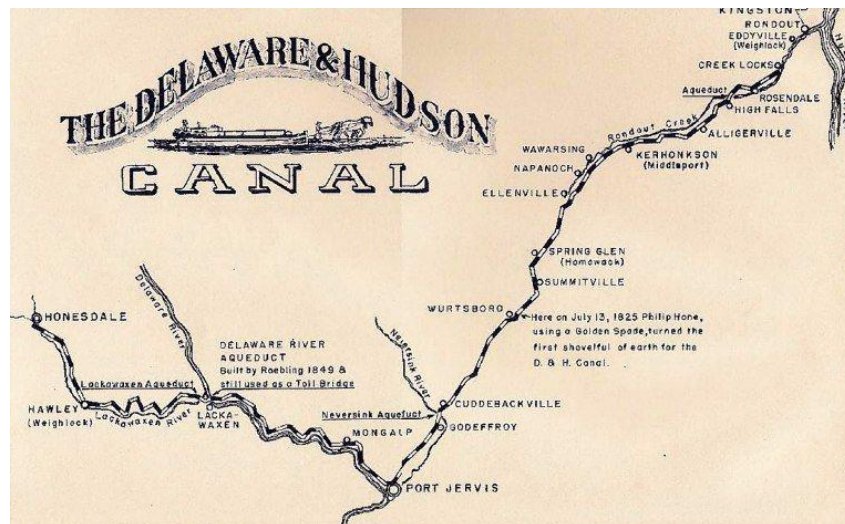 THE DELAWARE & HUDSON
CANAL
KINGSTON
RONDOUT
EDDYVILLE
(Weighlock)
CREEK LOCKS
Aqueduct
ROSENDALE
HIGH FALLS
Rondout Creek
ALLIGERVILLE
WAWARSING
KERHONKSON
(Middleport)
NAPANOCH
ELLENVILLE
SPRING GLEN
(Homowack)
SUMMITVILLE
WURTSBORO
Here on July 13, 1825 Philip Hone,
using a Golden Spade, turned the
first shovelful of earth for the
D. & H. Canal.
HONESDALE
Delaware River
DELAWARE RIVER
AQUEDUCT
Built by Roebling 1849 &
still used as a Toll Bridge
Neversink River
Lackawaxen Aqueduct
HAWLEY
(Weighlock)
Lackawaxen River
LACKA-
WAXEN
CUDDEBACKVILLE
Neversink Aqueduct
GODEFFROY
MONGALP
PORT JERVIS